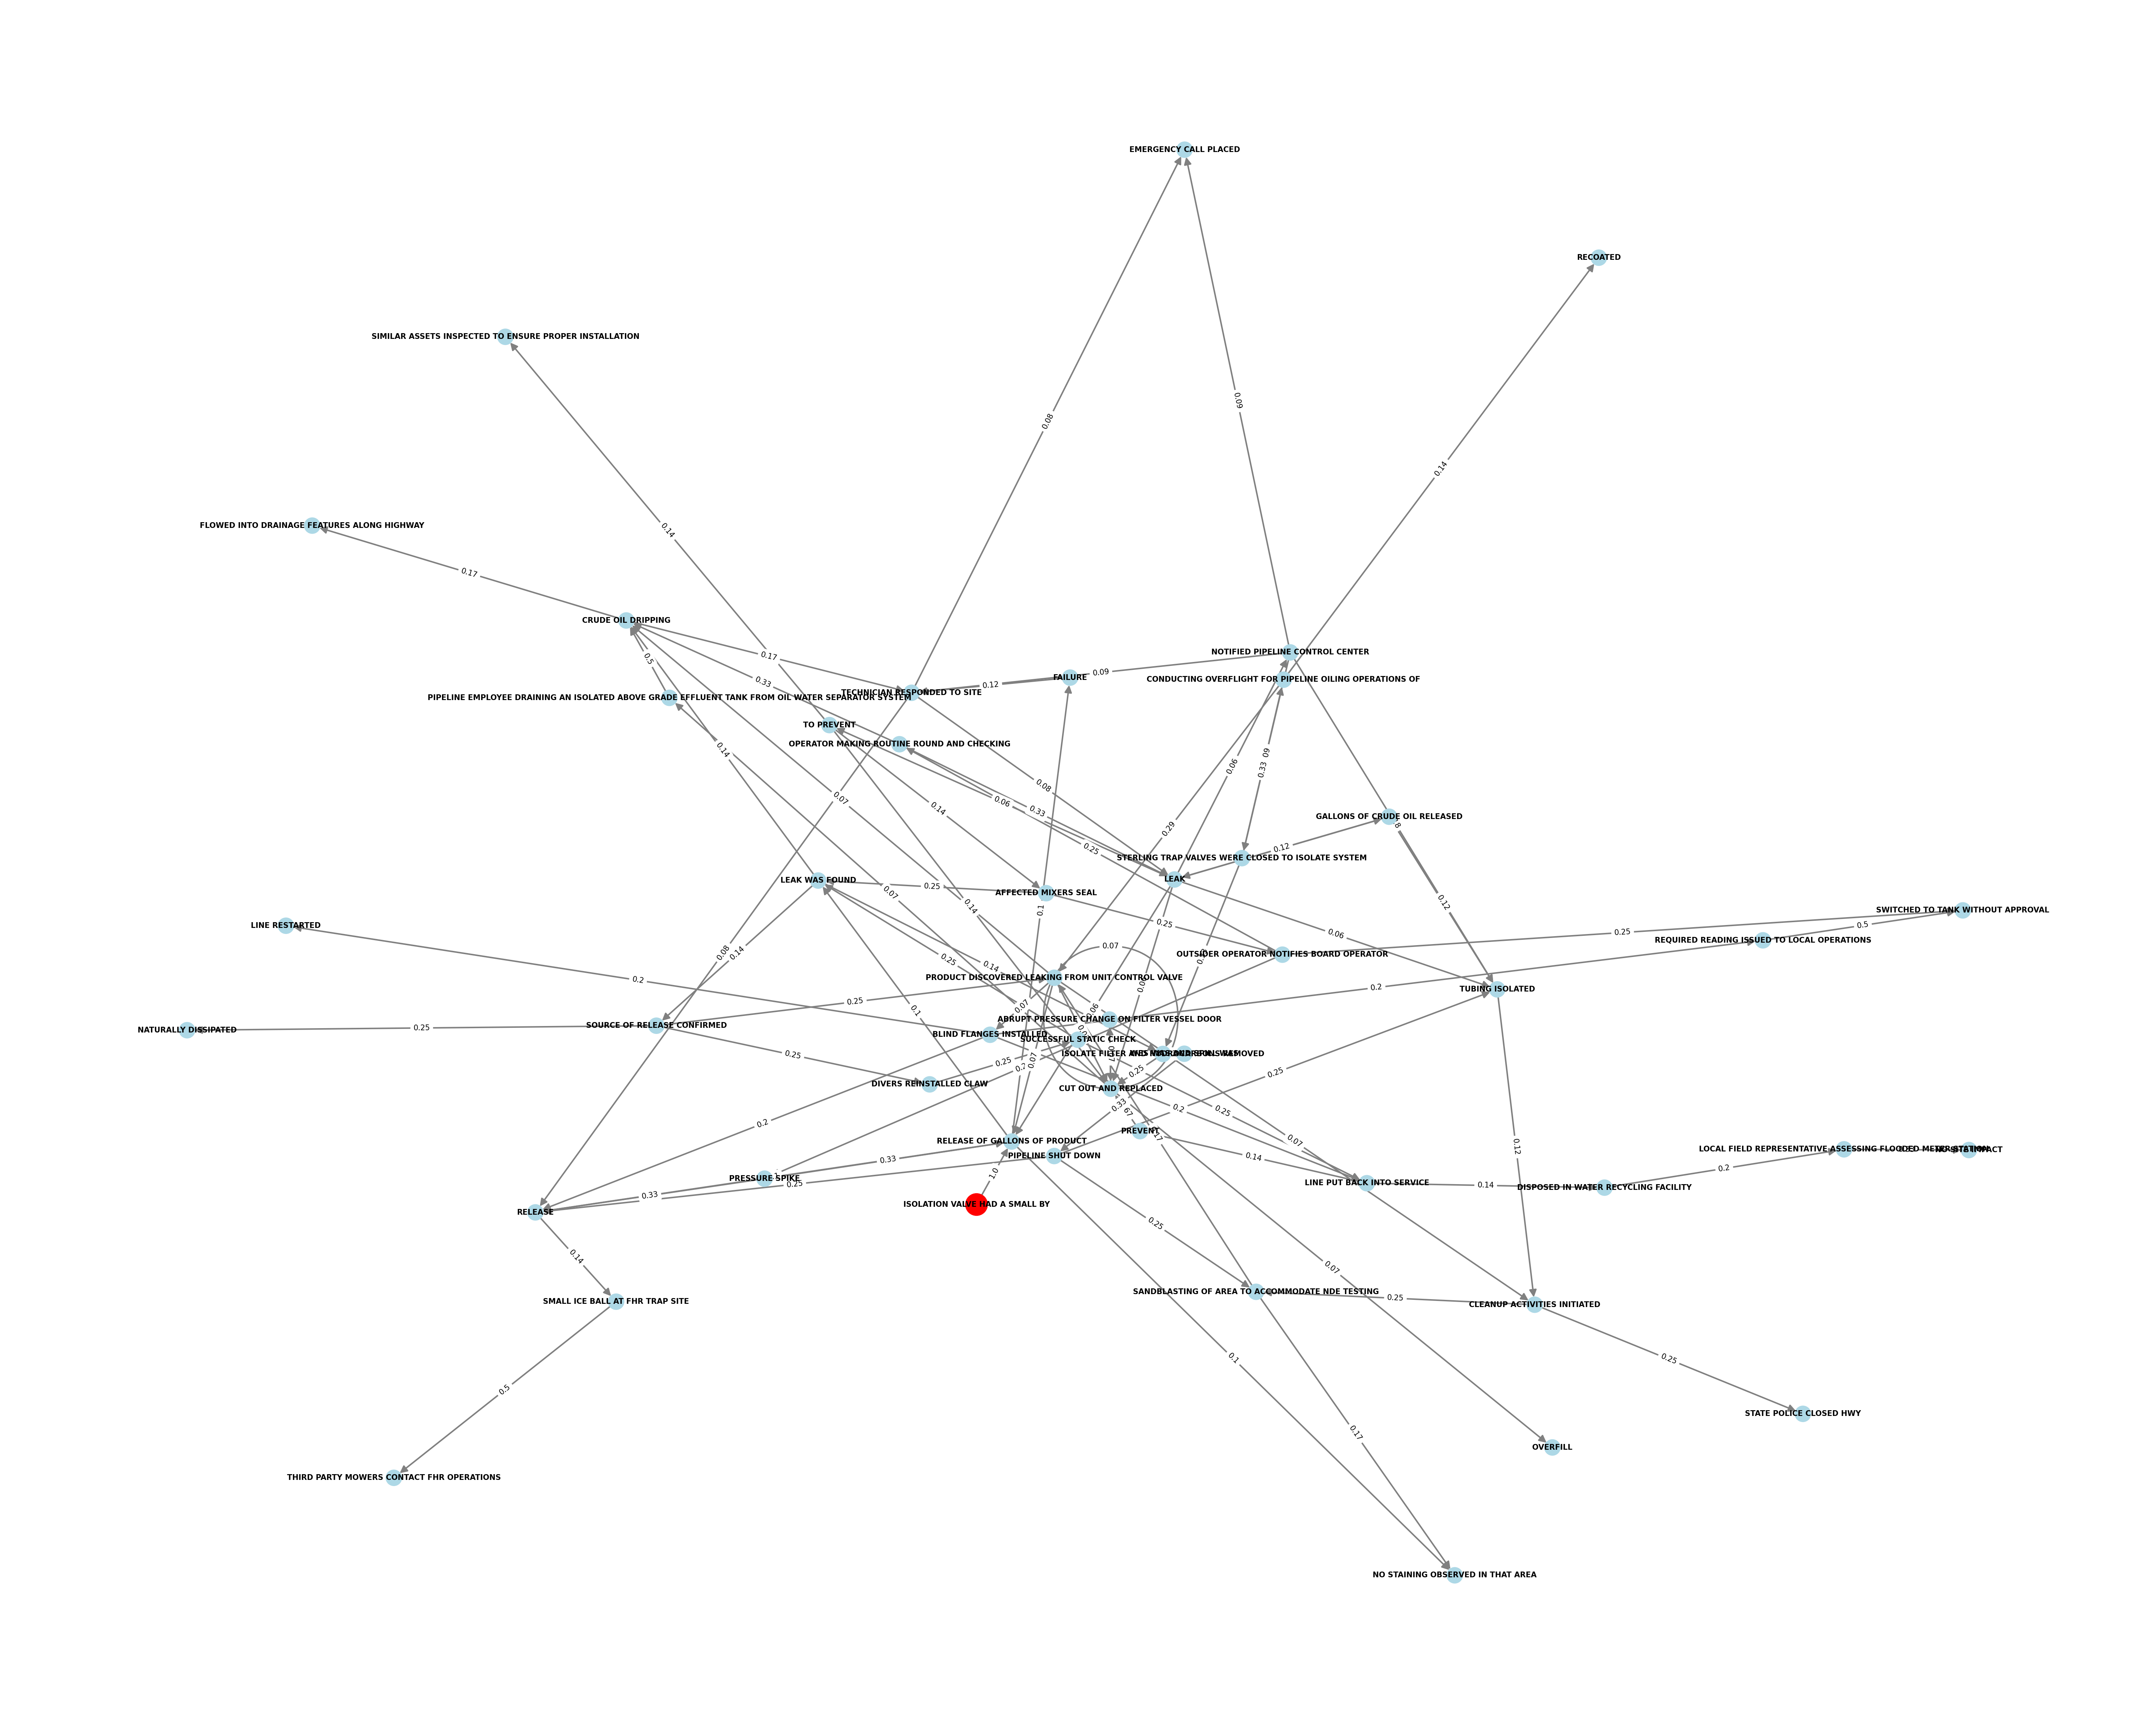 EMERGENCY CALL PLACED
RECOATED
SIMILAR ASSETS INSPECTED TO ENSURE PROPER INSTALLATION
0.09
0.08
0.14
FLOWED INTO DRAINAGE FEATURES ALONG HIGHWAY
0.14
0.17
CRUDE OIL DRIPPING
NOTIFIED PIPELINE CONTROL CENTER
0.17
0.5
0.09
FAILURE
CONDUCTING OVERFLIGHT FOR PIPELINE OILING OPERATIONS OF
0.33
0.12
TECHNICIAN RESPONDED TO SITE
PIPELINE EMPLOYEE DRAINING AN ISOLATED ABOVE GRADE EFFLUENT TANK FROM OIL WATER SEPARATOR SYSTEM
TO PREVENT
OPERATOR MAKING ROUTINE ROUND AND CHECKING
0.14
09
0.33
0.06
0.08
0.07
0.06
0.33
0.14
GALLONS OF CRUDE OIL RELEASED
0.29
0.25
0.12
STERLING TRAP VALVES WERE CLOSED TO ISOLATE SYSTEM
LEAK WAS FOUND
0.25
LEAK
AFFECTED MIXERS SEAL
0.07
0.14
0.12
0.1
SWITCHED TO TANK WITHOUT APPROVAL
LINE RESTARTED
0.25
0.06
0.25
0.5
REQUIRED READING ISSUED TO LOCAL OPERATIONS
0.07
0.08
0.14
0.25
0.14
OUTSIDER OPERATOR NOTIFIES BOARD OPERATOR
PRODUCT DISCOVERED LEAKING FROM UNIT CONTROL VALVE
0.2
0.2
TUBING ISOLATED
0.25
0.07
0.1
ABRUPT PRESSURE CHANGE ON FILTER VESSEL DOOR
NATURALLY DISSIPATED
0.25
SOURCE OF RELEASE CONFIRMED
BLIND FLANGES INSTALLED
SUCCESSFUL STATIC CHECK
0.25
0.25
0.07
0.25
0.25
DIVERS REINSTALLED CLAW
CUT OUT AND REPLACED
0.33
0.2
0.25
67
0.2
PREVENT
0.07
RELEASE OF GALLONS OF PRODUCT
0.12
LOCAL FIELD REPRESENTATIVE ASSESSING FLOODED METER STATION
PIPELINE SHUT DOWN
0.14
0.33
0.2
1.0
PRESSURE SPIKE
0.25
LINE PUT BACK INTO SERVICE
0.14
DISPOSED IN WATER RECYCLING FACILITY
0.33
ISOLATION VALVE HAD A SMALL BY
RELEASE
0.25
0.14
0.07
SANDBLASTING OF AREA TO ACCOMMODATE NDE TESTING
0.25
SMALL ICE BALL AT FHR TRAP SITE
CLEANUP ACTIVITIES INITIATED
0.1
0.25
0.5
STATE POLICE CLOSED HWY
0.17
OVERFILL
THIRD PARTY MOWERS CONTACT FHR OPERATIONS
NO STAINING OBSERVED IN THAT AREA